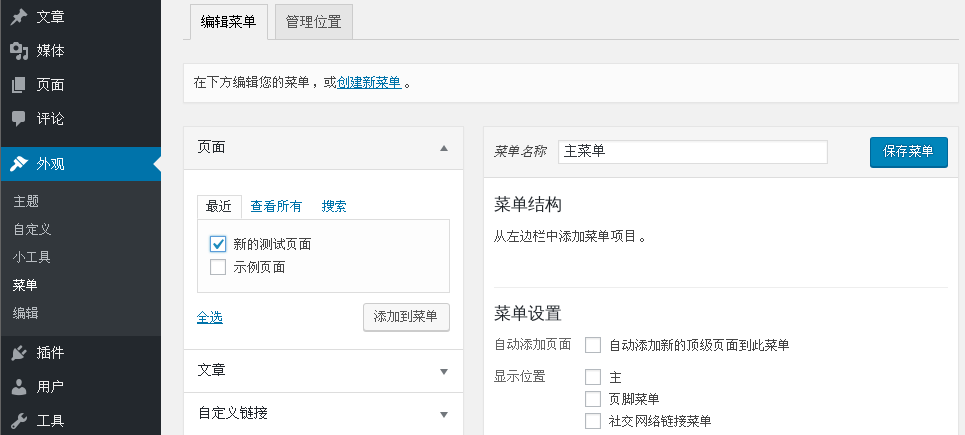 文章
媒体
页面
评论
外观
主题
自定义
小工具
菜单
编辑
插件
用户
工具
编辑菜单
管理位置
在下方编辑您的菜单，或创建新菜单。
页面
最近
查看所有
搜索
新的测试页面
示例页面
全选
添加到菜单
文章
自定义链接
菜单名称
主菜单
保存菜单
菜单结构
从左边栏中添加菜单项目。
菜单设置
自动添加页面
自动添加新的顶级页面到此菜单
显示位置
主
页脚菜单
社交网络链接菜单